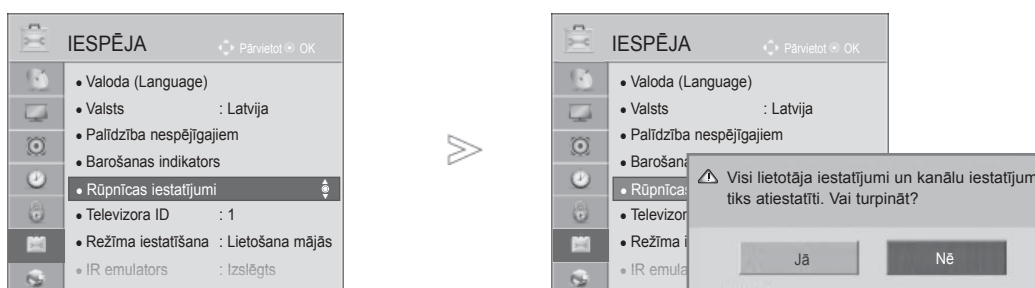 IESPĒJA Pārvietot OK
• Valoda (Language)
• Valsts : Latvija
• Palīdzība nespējīgajiem
• Barošanas indikators
• Rūpnīcas iestatījumi
• Televizora ID : 1
• Režīma iestatīšana : Lietošana mājās
• IR emulators : Izslēgts
IESPĒJA Pārvietot OK
• Valoda (Language)
• Valsts : Latvija
• Palīdzība nespējīgajiem
• Barošana
• Rūpnīcas
• Televizor
• Režīma i
• IR emula
Visi lietotāja iestatījumi un kanālu iestatījum
tiks atiestatīti. Vai turpināt?
Jā Nē